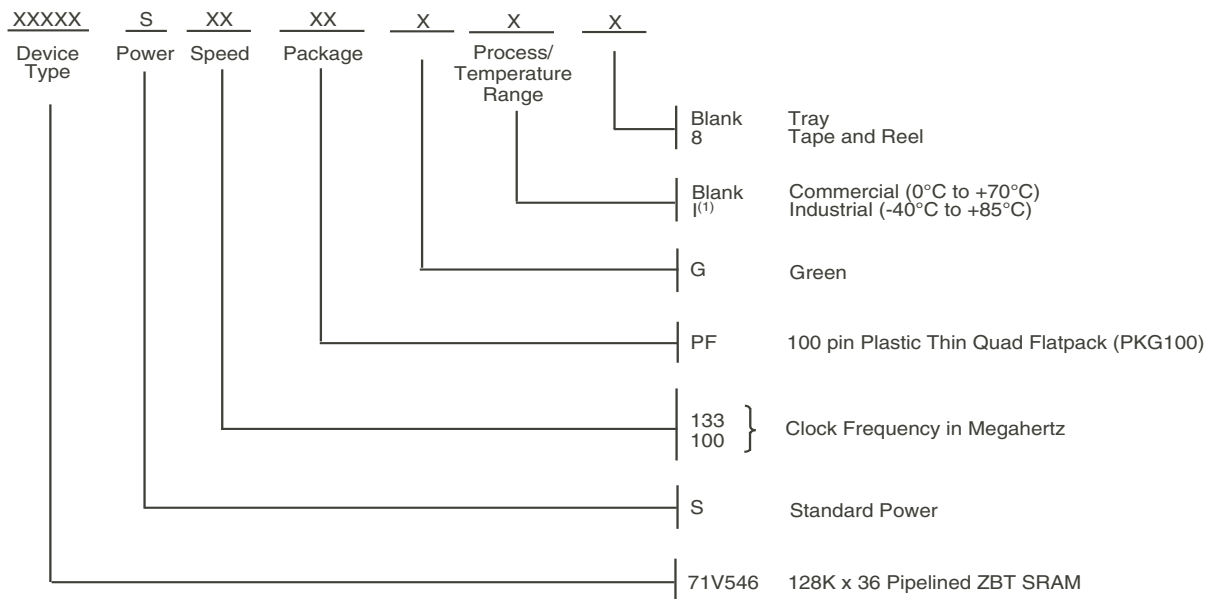 XXXXX S XX XX X X X
Device Type Power Speed Package Process/ Temperature Range
Blank Tray
8 Tape and Reel
Blank Commercial (0°C to +70°C)
I(1) Industrial (-40°C to +85°C)
G Green
PF 100 pin Plastic Thin Quad Flatpack (PKG100)
133
100 } Clock Frequency in Megahertz
S Standard Power
71V546 128K x 36 Pipelined ZBT SRAM